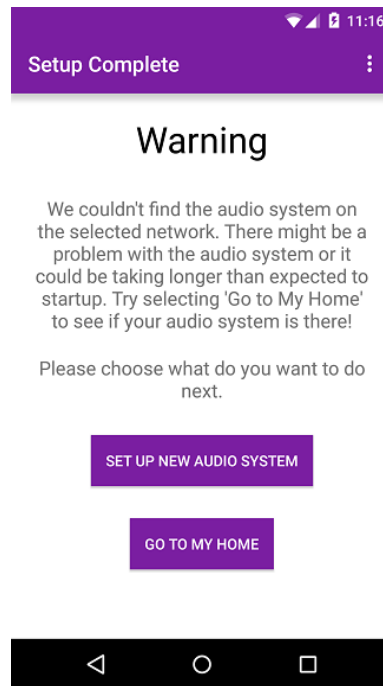 11:16
Setup Complete
Warning
We couldn't find the audio system on
the selected network. There might be a
problem with the audio system or it
could be taking longer than expected to
startup. Try selecting 'Go to My Home'
to see if your audio system is there!
Please choose what do you want to do
next.
SET UP NEW AUDIO SYSTEM
GO TO MY HOME